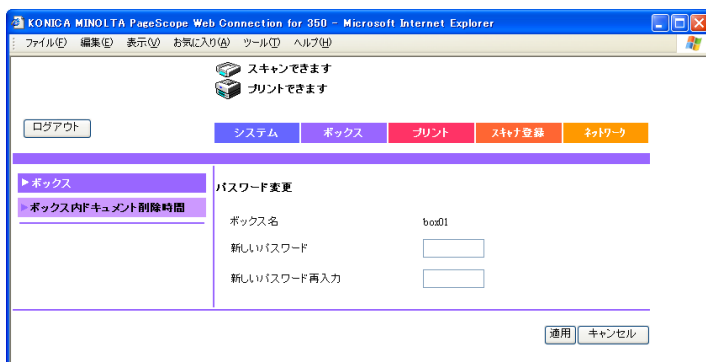 KONICA MINOLTA PageScope Web Connection for 350 - Microsoft Internet Explorer
ファイル(F) 編集(E) 表示(V) お気に入り(A) ツール(T) ヘルプ(H)
スキャンできます
プリントできます
ログアウト
システム ボックス プリント スキャナ登録 ネットワーク
▶ボックス
▶ボックス内ドキュメント削除時間
パスワード変更
ボックス名 box01
新しいパスワード
新しいパスワード再入力
適用 キャンセル